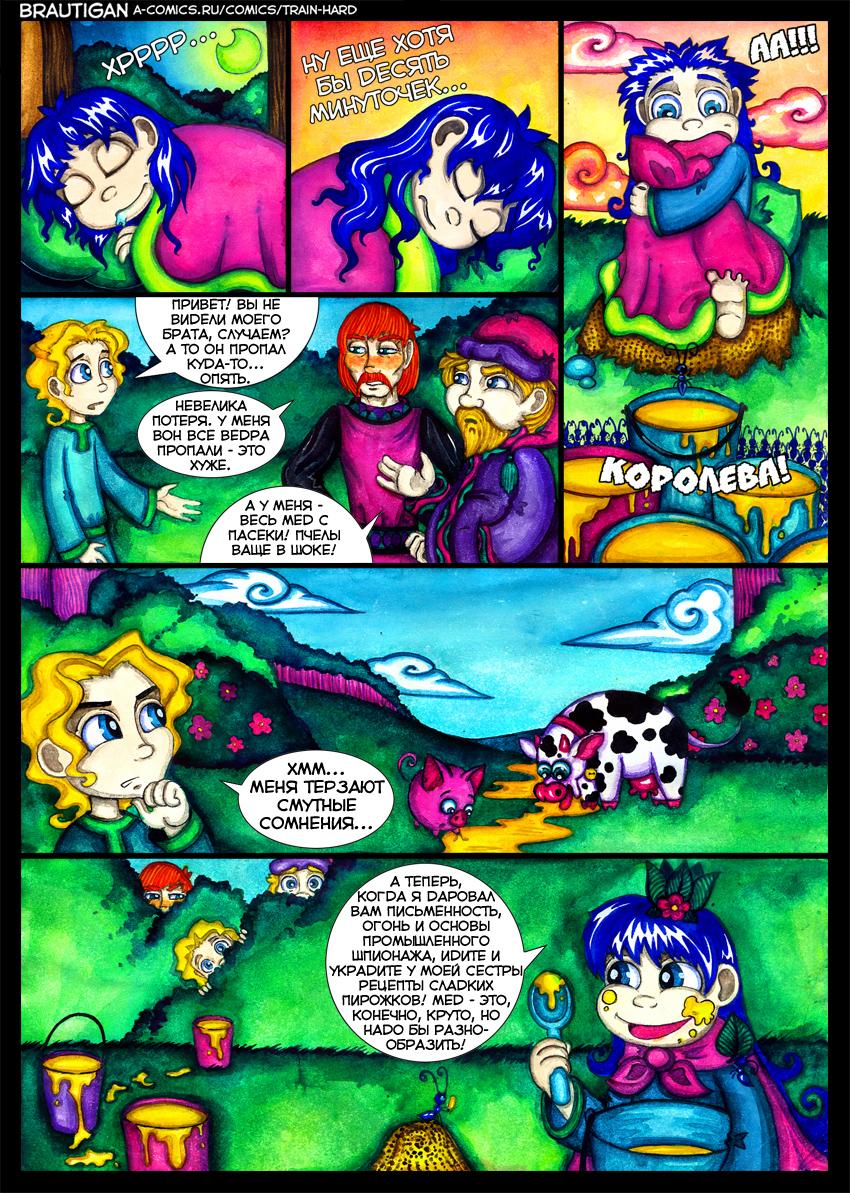 BRAUTIGAN A-COMICS.RU/COMICS/TRAIN-HARD
ХРРРР...
НУ ЕЩЕ ХОТЯ
БЫ DЕСЯТЬ
МИНУТОЧЕК...
АА!!!
КОРОЛЕВА!
ПРИВЕТ! ВЫ НЕ
ВИDЕЛИ МОЕГО
БРАТА, СЛУЧАЕМ?
А ТО ОН ПРОПАЛ
КУDА-ТО...
ОПЯТЬ.
НЕВЕЛИКА
ПОТЕРЯ. У МЕНЯ
ВОН ВСЕ ВЕDРА
ПРОПАЛИ - ЭТО
ХУЖЕ.
А У МЕНЯ -
ВЕСЬ МЕD С
ПАСЕКИ! ПЧЕЛЫ
ВАЩЕ В ШОКЕ!
ХММ...
МЕНЯ ТЕРЗАЮТ
СМУТНЫЕ
СОМНЕНИЯ...
А ТЕПЕРЬ,
КОГDА Я DАРОВАЛ
ВАМ ПИСЬМЕННОСТЬ,
ОГОНЬ И ОСНОВЫ
ПРОМЫШЛЕННОГО
ШПИОНАЖА, ИDИТЕ И
УКРАDИТЕ У МОЕЙ СЕСТРЫ
РЕЦЕПТЫ СЛАDКИХ
ПИРОЖКОВ! МЕD - ЭТО,
КОНЕЧНО, КРУТО, НО
НАDО БЫ РАЗНО-
ОБРАЗИТЬ!